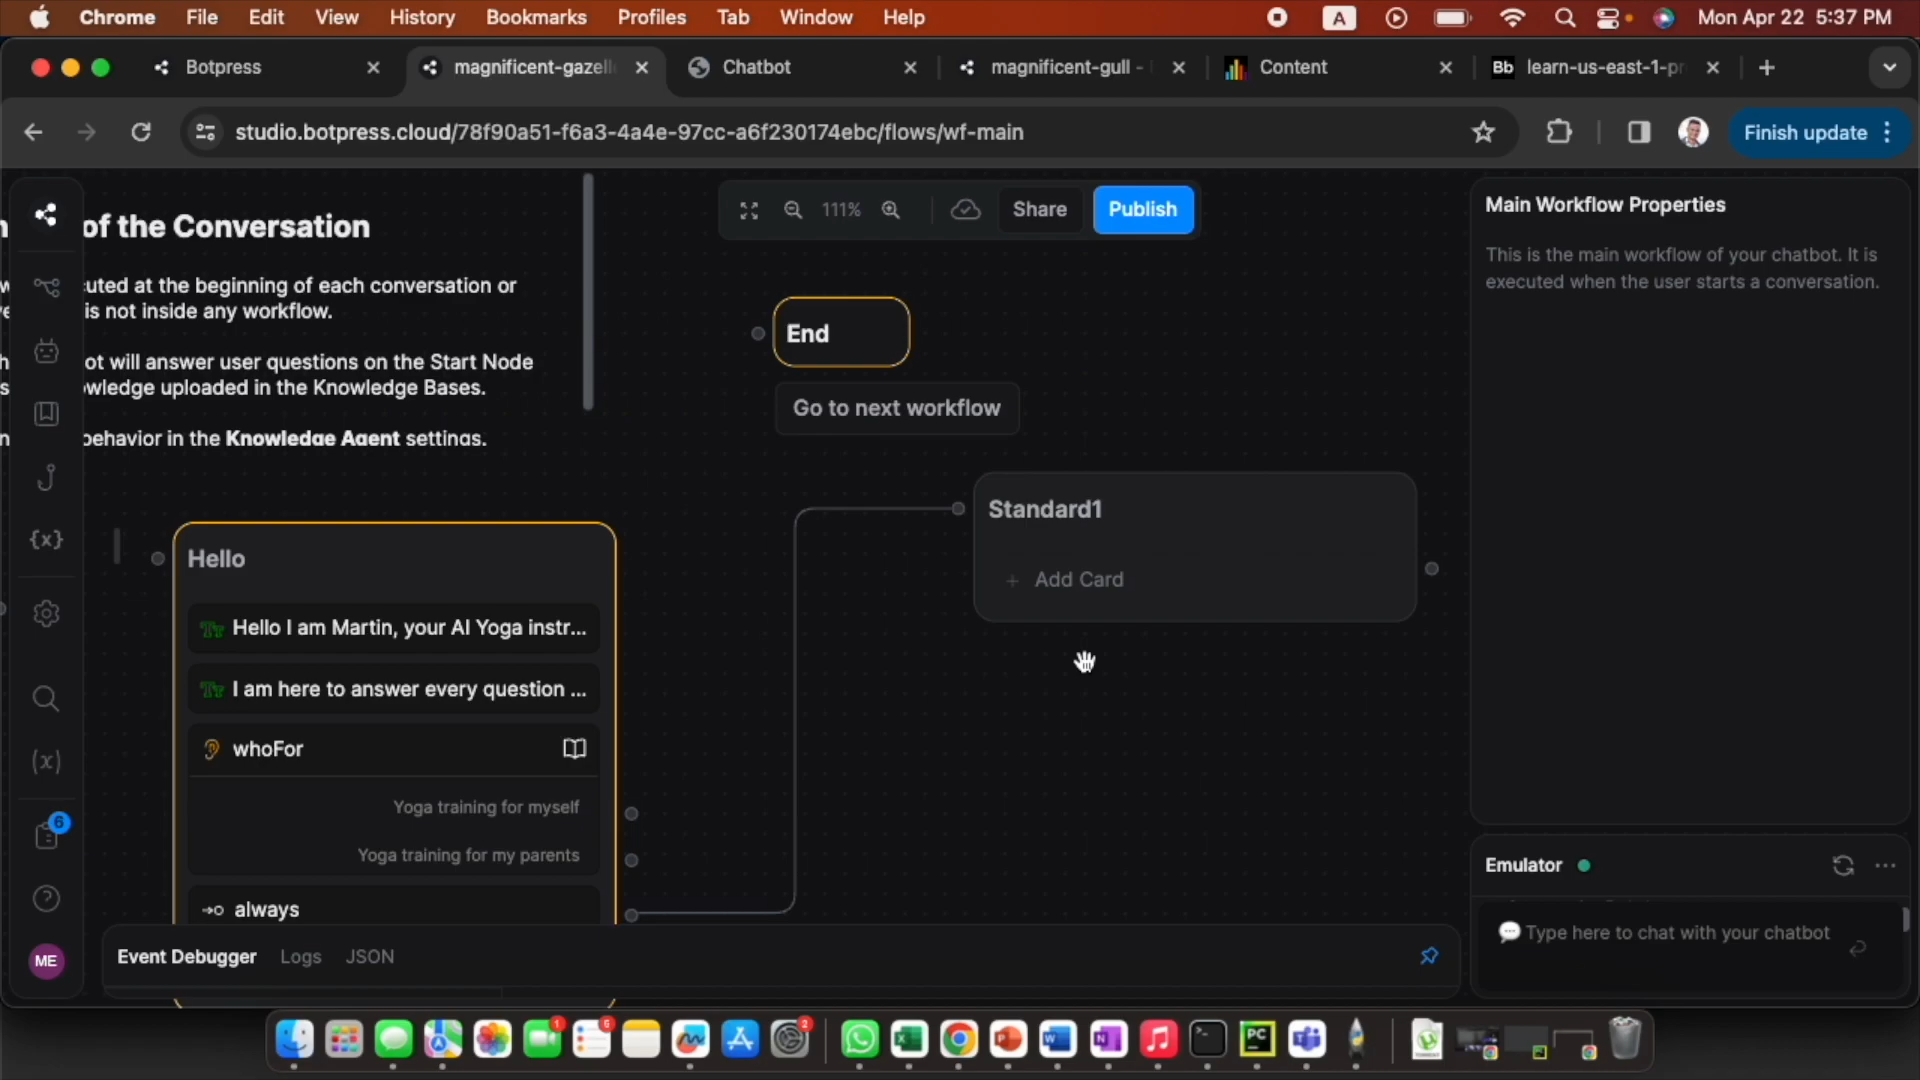 Chrome File Edit View History Bookmarks Profiles Tab Window Help
A Mon Apr 22 5:37 PM
Botpress
magnificent-gazell
Chatbot
magnificent-gull -
Content
Bb learn-us-east-1-pr
studio.botpress.cloud/78f90a51-f6a3-4a4e-97cc-a6f230174ebc/flows/wf-main
Finish update
of the Conversation
uted at the beginning of each conversation or
is not inside any workflow.
ot will answer user questions on the Start Node
wledge uploaded in the Knowledge Bases.
behavior in the Knowledge Agent settings.
111%
Share
Publish
End
Go to next workflow
Standard1
+ Add Card
Hello
Hello I am Martin, your AI Yoga instr...
I am here to answer every question ...
whoFor
Yoga training for myself
Yoga training for my parents
always
Main Workflow Properties
This is the main workflow of your chatbot. It is
executed when the user starts a conversation.
Emulator
Type here to chat with your chatbot
Event Debugger Logs JSON
{x}
(x)
6
ME
1
6
2
PC